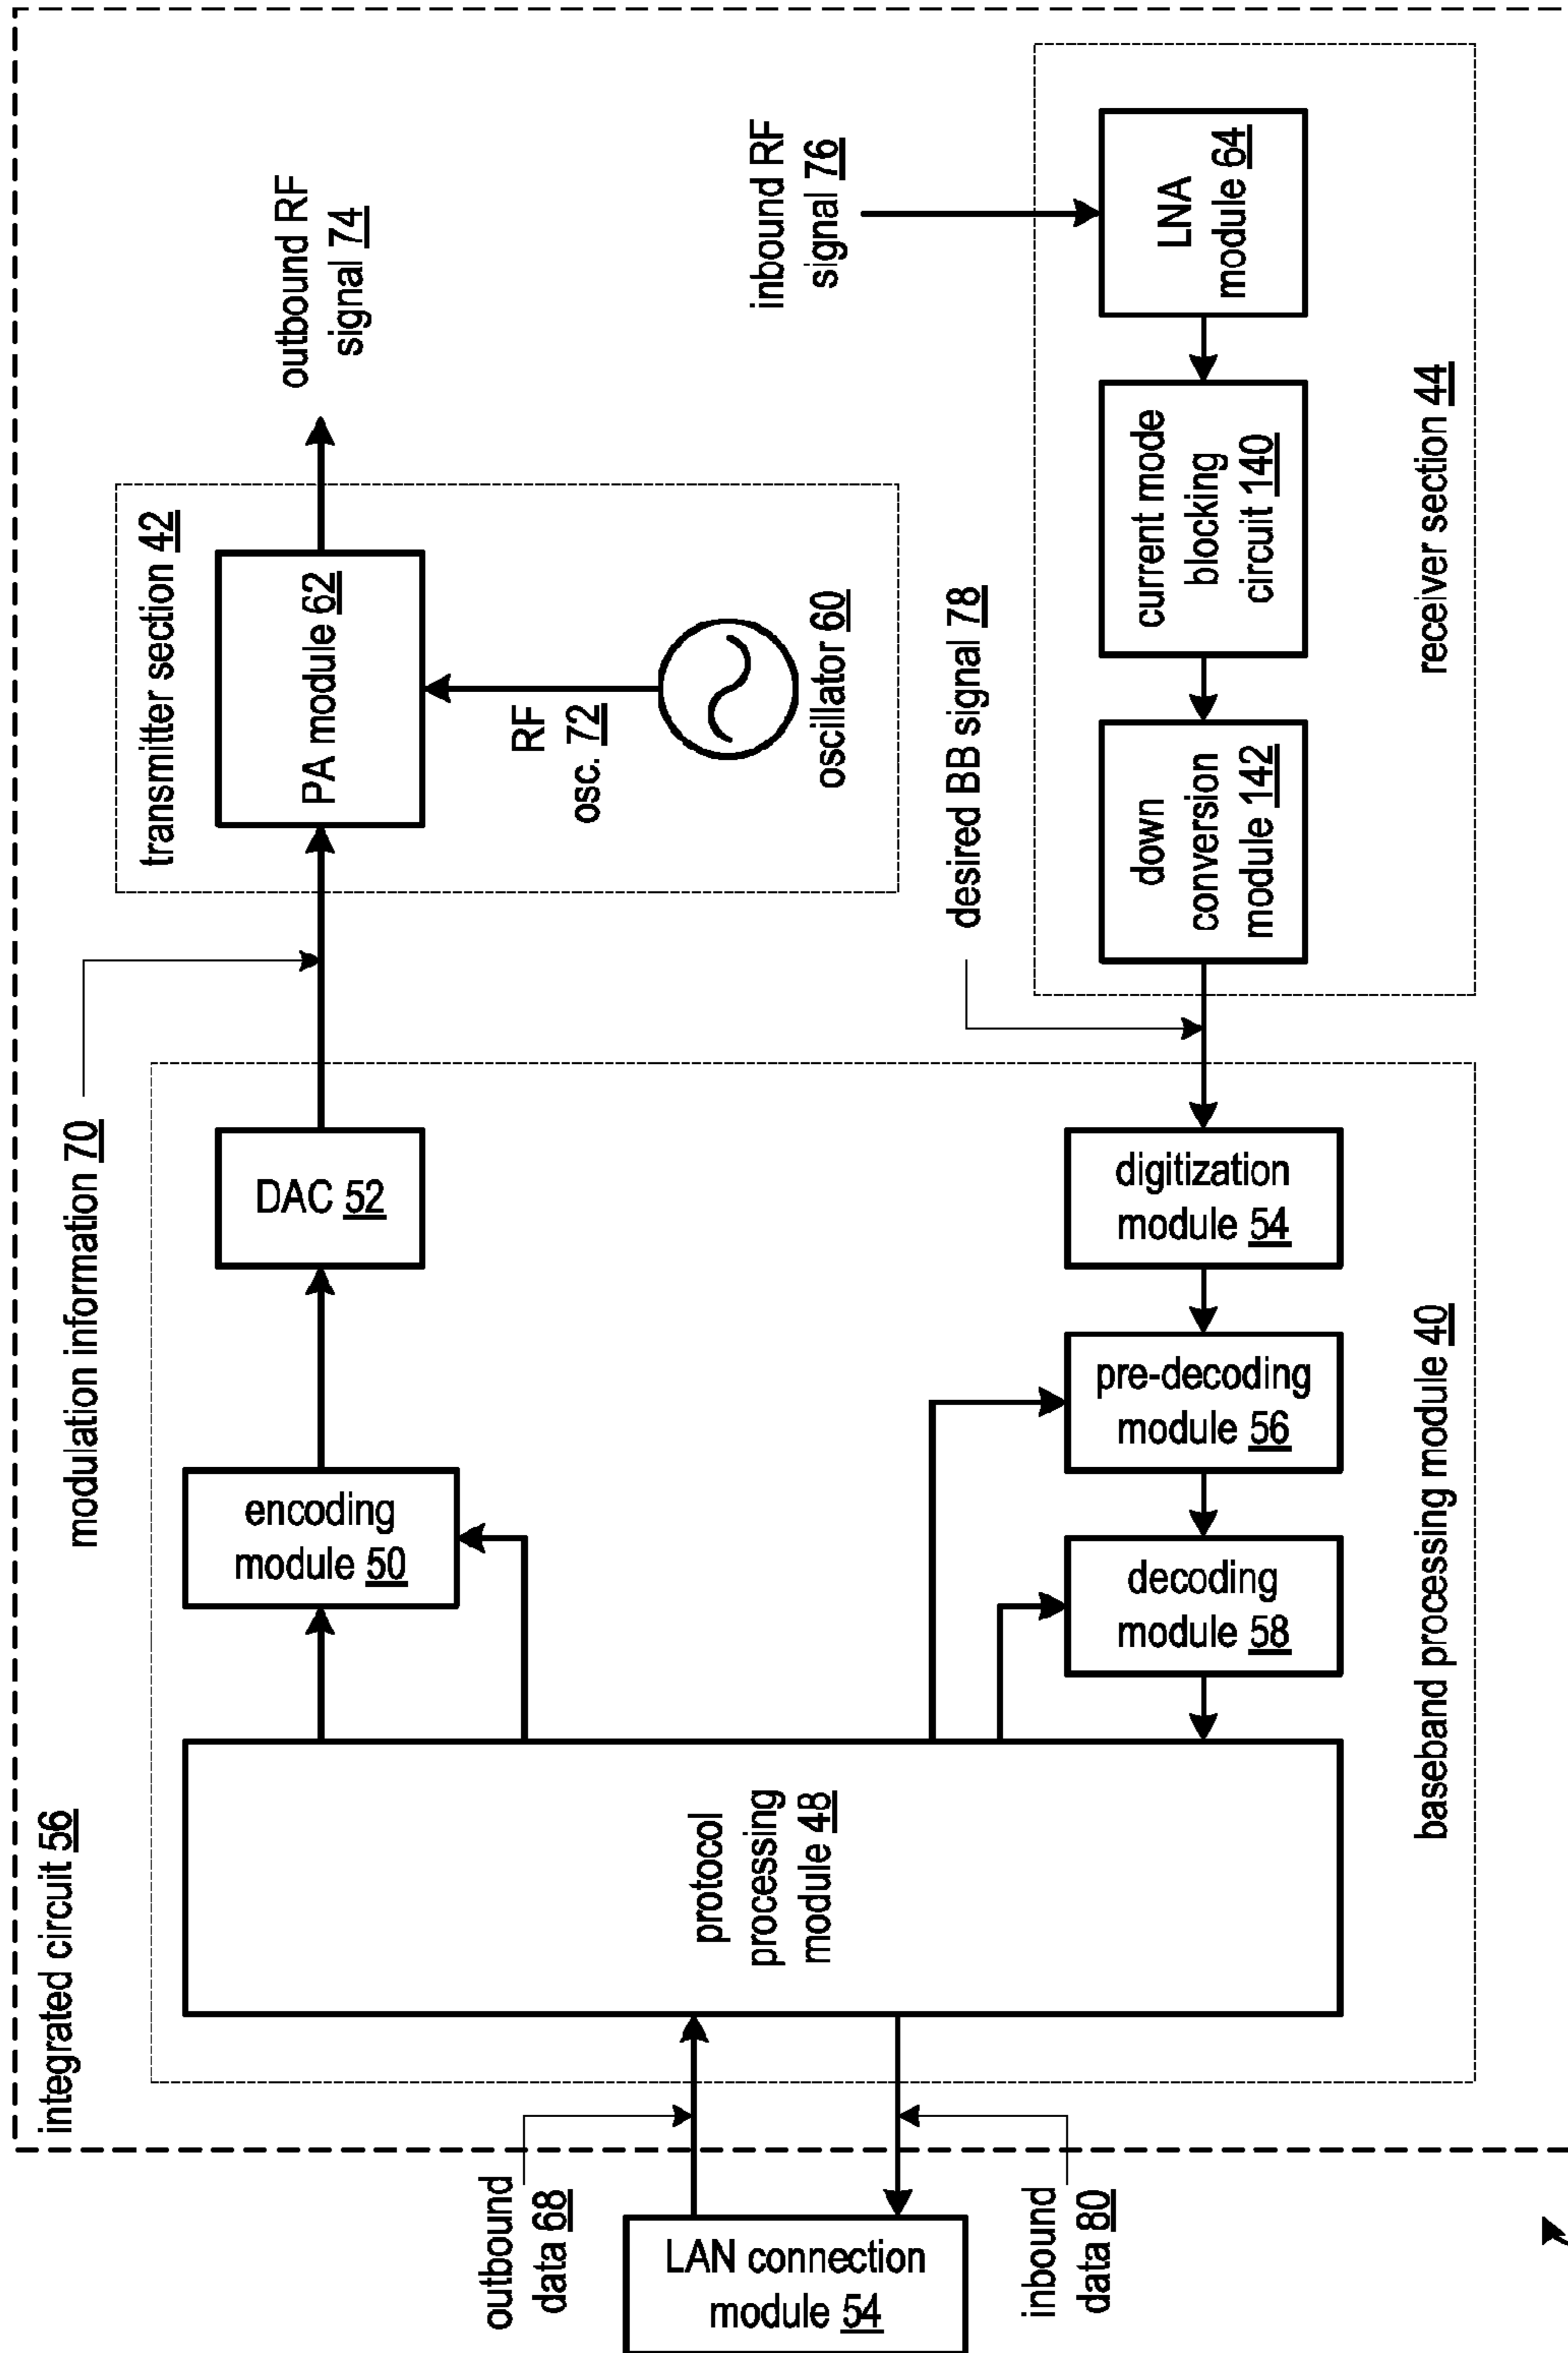 integrated circuit 56
modulation information 70
transmitter section 42
outbound RF
signal 74
PA module 62
RF
osc. 72
oscillator 60
DAC 52
encoding
module 50
protocol
processing
module 48
outbound
data 68
LAN connection
module 54
inbound
data 80
inbound RF
signal 76
desired BB signal 78
LNA
module 64
current mode
blocking
circuit 140
down
conversion
module 142
receiver section 44
digitization
module 54
pre-decoding
module 56
decoding
module 58
baseband processing module 40